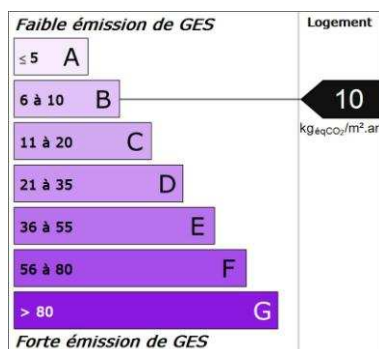 Faible émission de GES
Logement
≤ 5 A
6 à 10 B
10
kgéqCO₂/m².an
11 à 20 C
21 à 35 D
36 à 55 E
56 à 80 F
> 80 G
Forte émission de GES